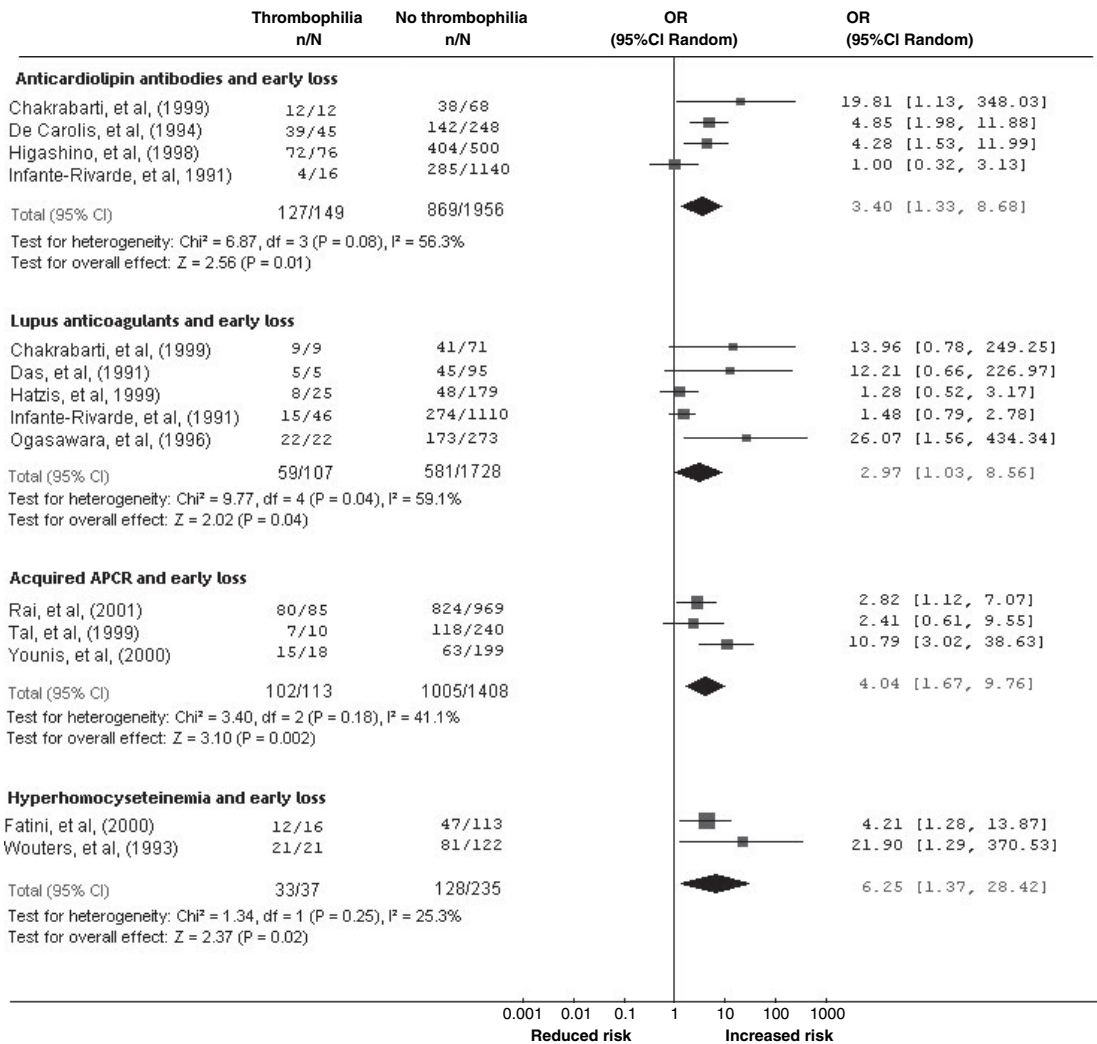 Thrombophilia No thrombophilia OR OR
n/N n/N (95%CI Random) (95%CI Random)
Anticardiolipin antibodies and early loss
Chakrabarti, et al, (1999) 12/12 38/68 19.81 [1.13, 348.03]
De Carolis, et al, (1994) 39/45 142/248 4.85 [1.98, 11.88]
Higashino, et al, (1998) 72/76 404/500 4.28 [1.53, 11.99]
Infante-Rivarde, et al, 1991) 4/16 285/1140 1.00 [0.32, 3.13]
Total (95% CI) 127/149 869/1956 3.40 [1.33, 8.68]
Test for heterogeneity: Chi² = 6.87, df = 3 (P = 0.08), I² = 56.3%
Test for overall effect: Z = 2.56 (P = 0.01)
Lupus anticoagulants and early loss
Chakrabarti, et al, (1999) 9/9 41/71 13.96 [0.78, 249.25]
Das, et al, (1991) 5/5 45/95 12.21 [0.66, 226.97]
Hatzis, et al, 1999) 8/25 48/179 1.28 [0.52, 3.17]
Infante-Rivarde, et al, (1991) 15/46 274/1110 1.48 [0.79, 2.78]
Ogasawara, et al, (1996) 22/22 173/273 26.07 [1.56, 434.34]
Total (95% CI) 59/107 581/1728 2.97 [1.03, 8.56]
Test for heterogeneity: Chi² = 9.77, df = 4 (P = 0.04), I² = 59.1%
Test for overall effect: Z = 2.02 (P = 0.04)
Acquired APCR and early loss
Rai, et al, (2001) 80/85 824/969 2.82 [1.12, 7.07]
Tal, et al, (1999) 7/10 118/240 2.41 [0.61, 9.55]
Younis, et al, (2000) 15/18 63/199 10.79 [3.02, 38.63]
Total (95% CI) 102/113 1005/1408 4.04 [1.67, 9.76]
Test for heterogeneity: Chi² = 3.40, df = 2 (P = 0.18), I² = 41.1%
Test for overall effect: Z = 3.10 (P = 0.002)
Hyperhomocyseteinemia and early loss
Fatini, et al, (2000) 12/16 47/113 4.21 [1.28, 13.87]
Wouters, et al, (1993) 21/21 81/122 21.90 [1.29, 370.53]
Total (95% CI) 33/37 128/235 6.25 [1.37, 28.42]
Test for heterogeneity: Chi² = 1.34, df = 1 (P = 0.25), I² = 25.3%
Test for overall effect: Z = 2.37 (P = 0.02)
0.001 0.01 0.1 1 10 100 1000
Reduced risk Increased risk